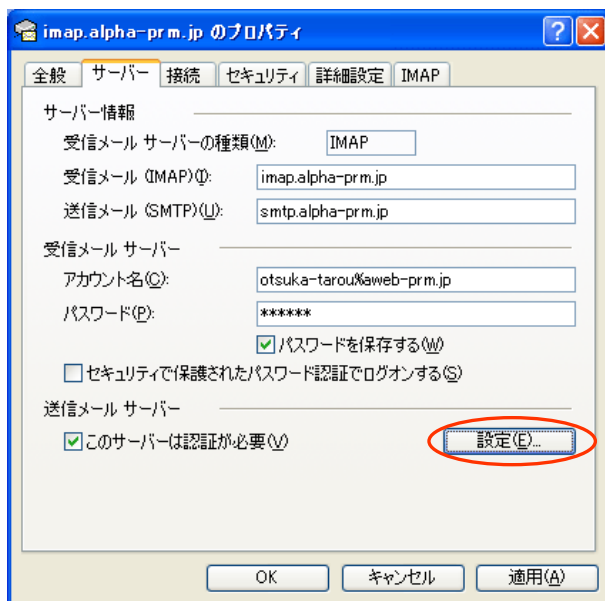 imap.alpha-prm.jp のプロパティ
全般 サーバー 接続 セキュリティ 詳細設定 IMAP
サーバー情報
受信メール サーバーの種類(M): IMAP
受信メール (IMAP)(I): imap.alpha-prm.jp
送信メール (SMTP)(U): smtp.alpha-prm.jp
受信メール サーバー
アカウント名(C): otsuka-tarou%aweb-prm.jp
パスワード(P): ******
パスワードを保存する(W)
セキュリティで保護されたパスワード認証でログオンする(S)
送信メール サーバー
このサーバーは認証が必要(V) 設定(E)...
OK キャンセル 適用(A)